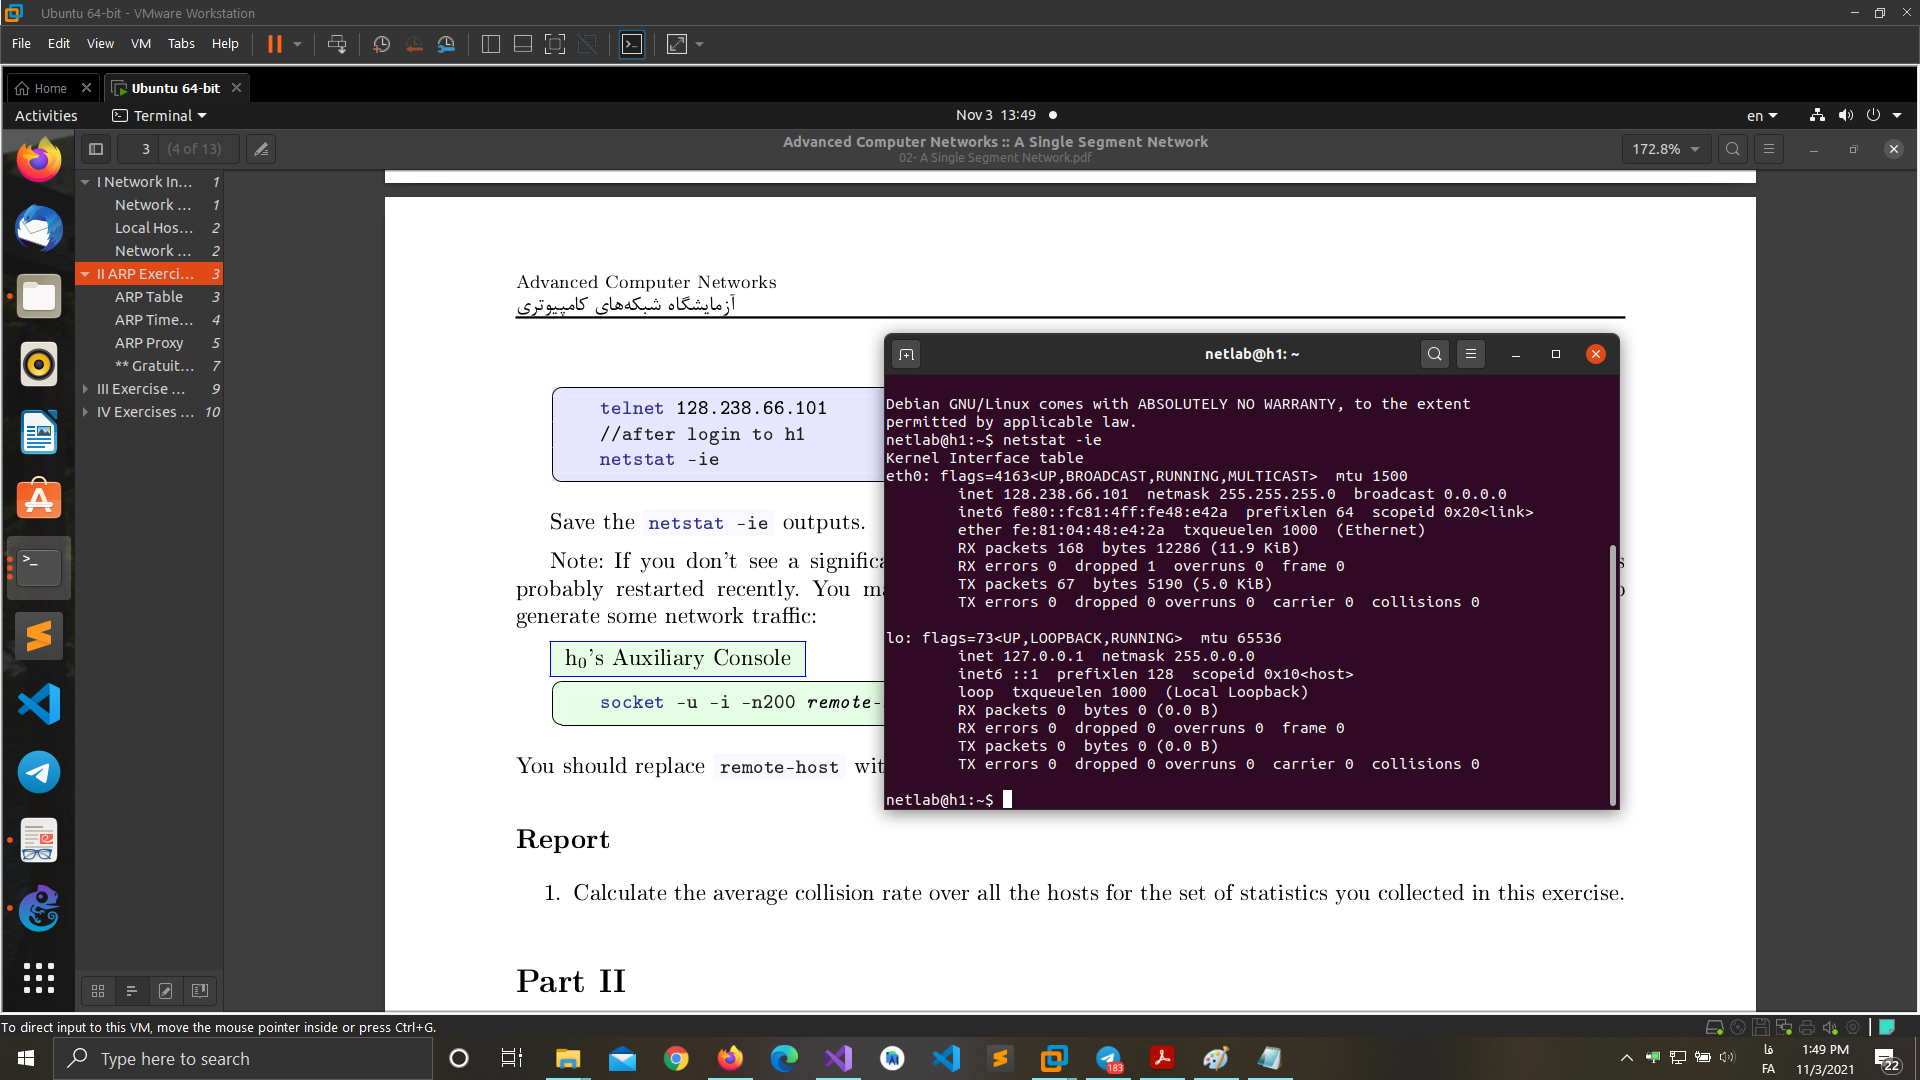 Ubuntu 64-bit - VMware Workstation
File Edit View VM Tabs Help
Home
Ubuntu 64-bit
Activities
Terminal
Nov 3 13:49
en
3 (4 of 13)
Advanced Computer Networks :: A Single Segment Network
02- A Single Segment Network.pdf
172.8%
I Network In... 1
Network ... 1
Local Hos... 2
Network ... 2
II ARP Exerci... 3
ARP Table 3
ARP Time... 4
ARP Proxy 5
** Gratuit... 7
III Exercise ... 9
IV Exercises ... 10
Advanced Computer Networks
آزمایشگاه شبکه‌های کامپیوتری
telnet 128.238.66.101
//after login to h1
netstat -ie
Save the netstat -ie outputs.
Note: If you don't see a signific
probably restarted recently. You m
generate some network traffic:
h0's Auxiliary Console
socket -u -i -n200 remote-
You should replace remote-host wit
Report
1. Calculate the average collision rate over all the hosts for the set of statistics you collected in this exercise.
Part II
netlab@h1: ~
Debian GNU/Linux comes with ABSOLUTELY NO WARRANTY, to the extent
permitted by applicable law.
netlab@h1:~$ netstat -ie
Kernel Interface table
eth0: flags=4163<UP,BROADCAST,RUNNING,MULTICAST> mtu 1500
inet 128.238.66.101 netmask 255.255.255.0 broadcast 0.0.0.0
inet6 fe80::fc81:4ff:fe48:e42a prefixlen 64 scopeid 0x20<link>
ether fe:81:04:48:e4:2a txqueuelen 1000 (Ethernet)
RX packets 168 bytes 12286 (11.9 KiB)
RX errors 0 dropped 1 overruns 0 frame 0
TX packets 67 bytes 5190 (5.0 KiB)
TX errors 0 dropped 0 overruns 0 carrier 0 collisions 0
lo: flags=73<UP,LOOPBACK,RUNNING> mtu 65536
inet 127.0.0.1 netmask 255.0.0.0
inet6 ::1 prefixlen 128 scopeid 0x10<host>
loop txqueuelen 1000 (Local Loopback)
RX packets 0 bytes 0 (0.0 B)
RX errors 0 dropped 0 overruns 0 frame 0
TX packets 0 bytes 0 (0.0 B)
TX errors 0 dropped 0 overruns 0 carrier 0 collisions 0
netlab@h1:~$
To direct input to this VM, move the mouse pointer inside or press Ctrl+G.
Type here to search
183
فا
FA
1:49 PM
11/3/2021
22